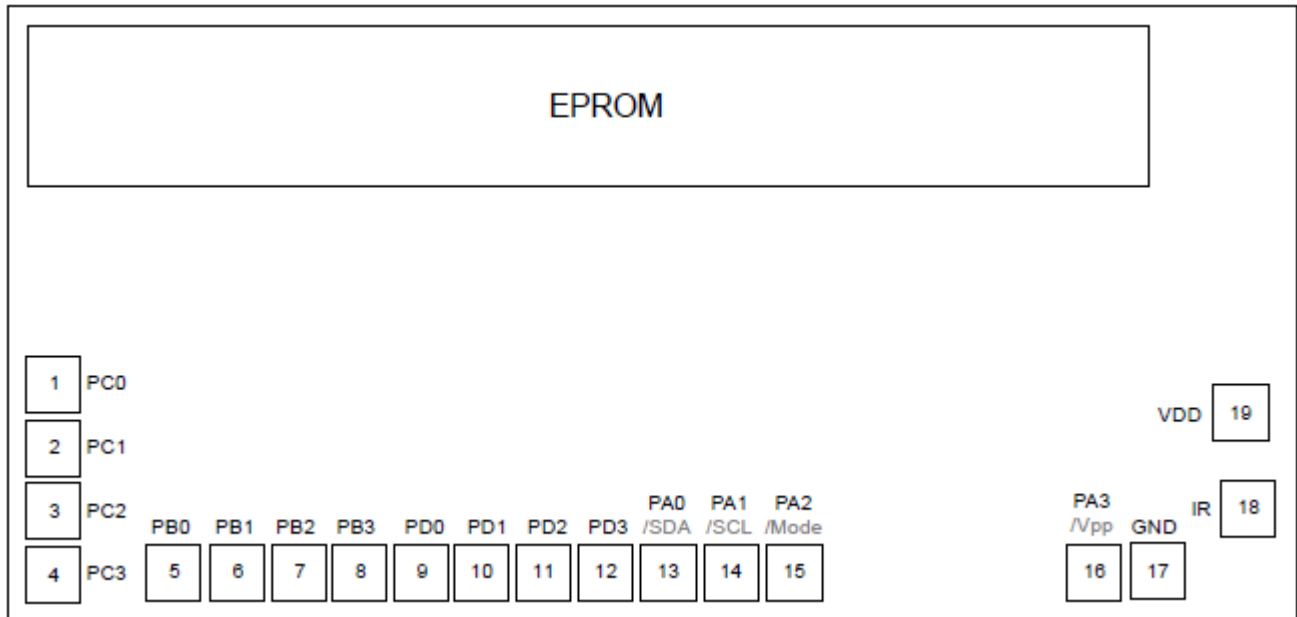 EPROM
1 PC0
VDD 19
2 PC1
3 PC2
IR 18
PB0 PB1 PB2 PB3 PD0 PD1 PD2 PD3 PA0 PA1 PA2 PA3 GND
/SDA /SCL /Mode /Vpp
4 PC3 5 6 7 8 9 10 11 12 13 14 15 16 17